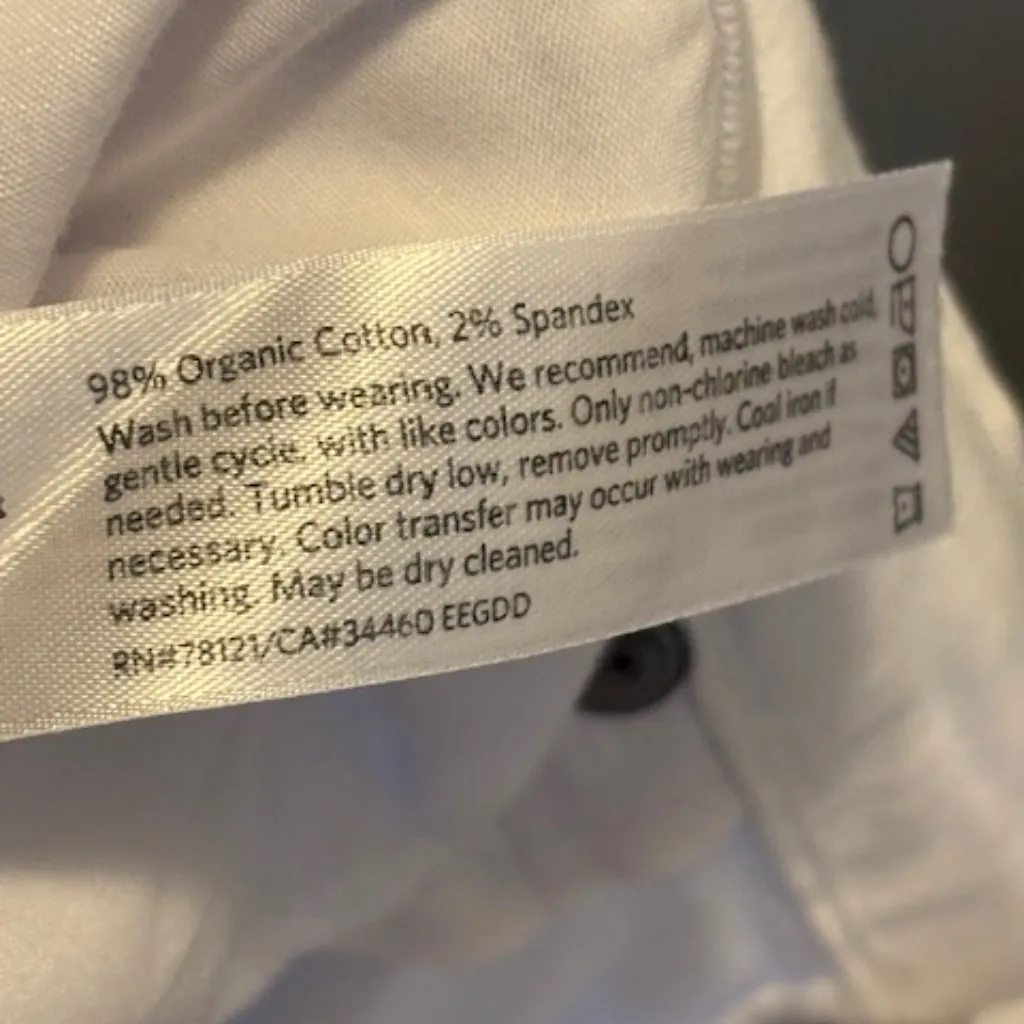 98% Organic Cotton, 2% Spandex
Wash before wearing. We recommend, machine wash cold,
gentle cycle, with like colors. Only non-chlorine bleach as
needed. Tumble dry low, remove promptly. Cool iron if
necessary. Color transfer may occur with wearing and
washing. May be dry cleaned.
RN#78121/CA#34460 EEGDD